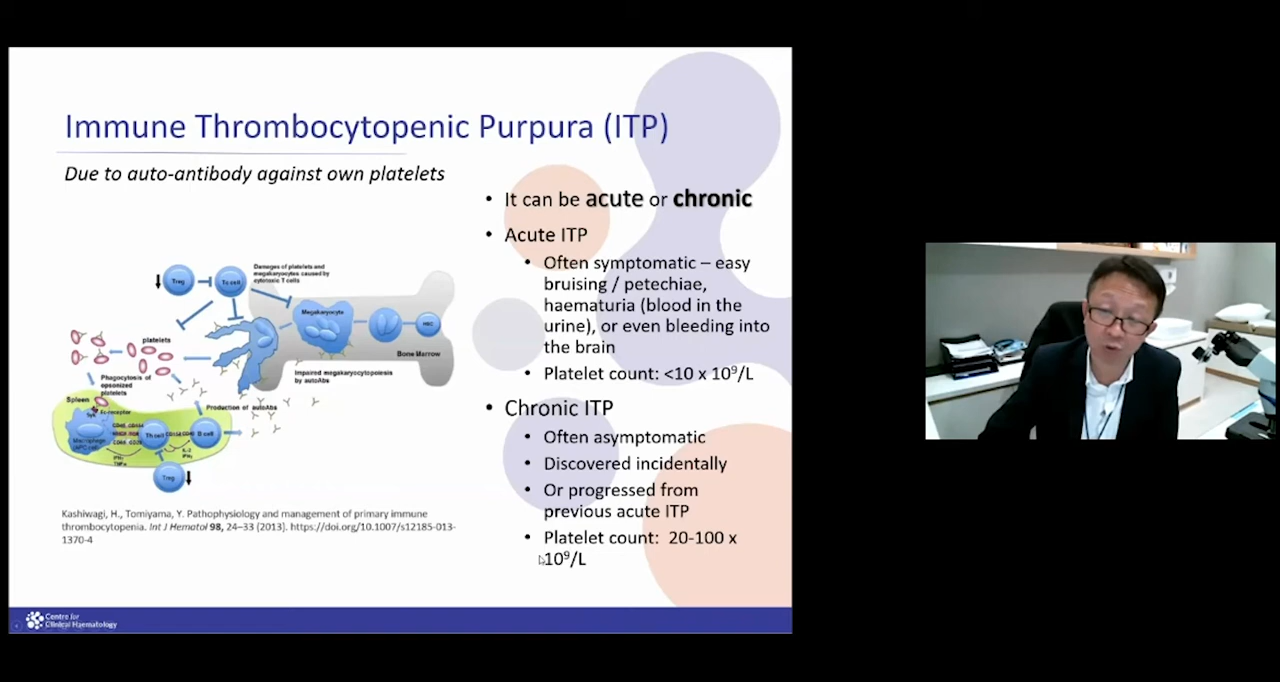 Immune Thrombocytopenic Purpura (ITP)
Due to auto-antibody against own platelets
• It can be acute or chronic
• Acute ITP
• Often symptomatic – easy
bruising / petechiae,
haematuria (blood in the
urine), or even bleeding into
the brain
• Platelet count: <10 x 10⁹/L
• Chronic ITP
• Often asymptomatic
• Discovered incidentally
• Or progressed from
previous acute ITP
• Platelet count: 20-100 x
10⁹/L
Treg
Tc cell
Damages of platelets and
megakaryocytes caused by
cytotoxic T cells
Megakaryocyte
HSC
Bone Marrow
platelets
Impaired megakaryocytopoiesis
by autoAbs
Phagocytosis of
opsonized
platelets
Spleen
Production of autoAbs
Macrophage
Th cell
B cell
Treg
Kashiwagi, H., Tomiyama, Y. Pathophysiology and management of primary immune
thrombocytopenia. Int J Hematol 98, 24–33 (2013). https://doi.org/10.1007/s12185-013-
1370-4
Centre for
Clinical Haematology